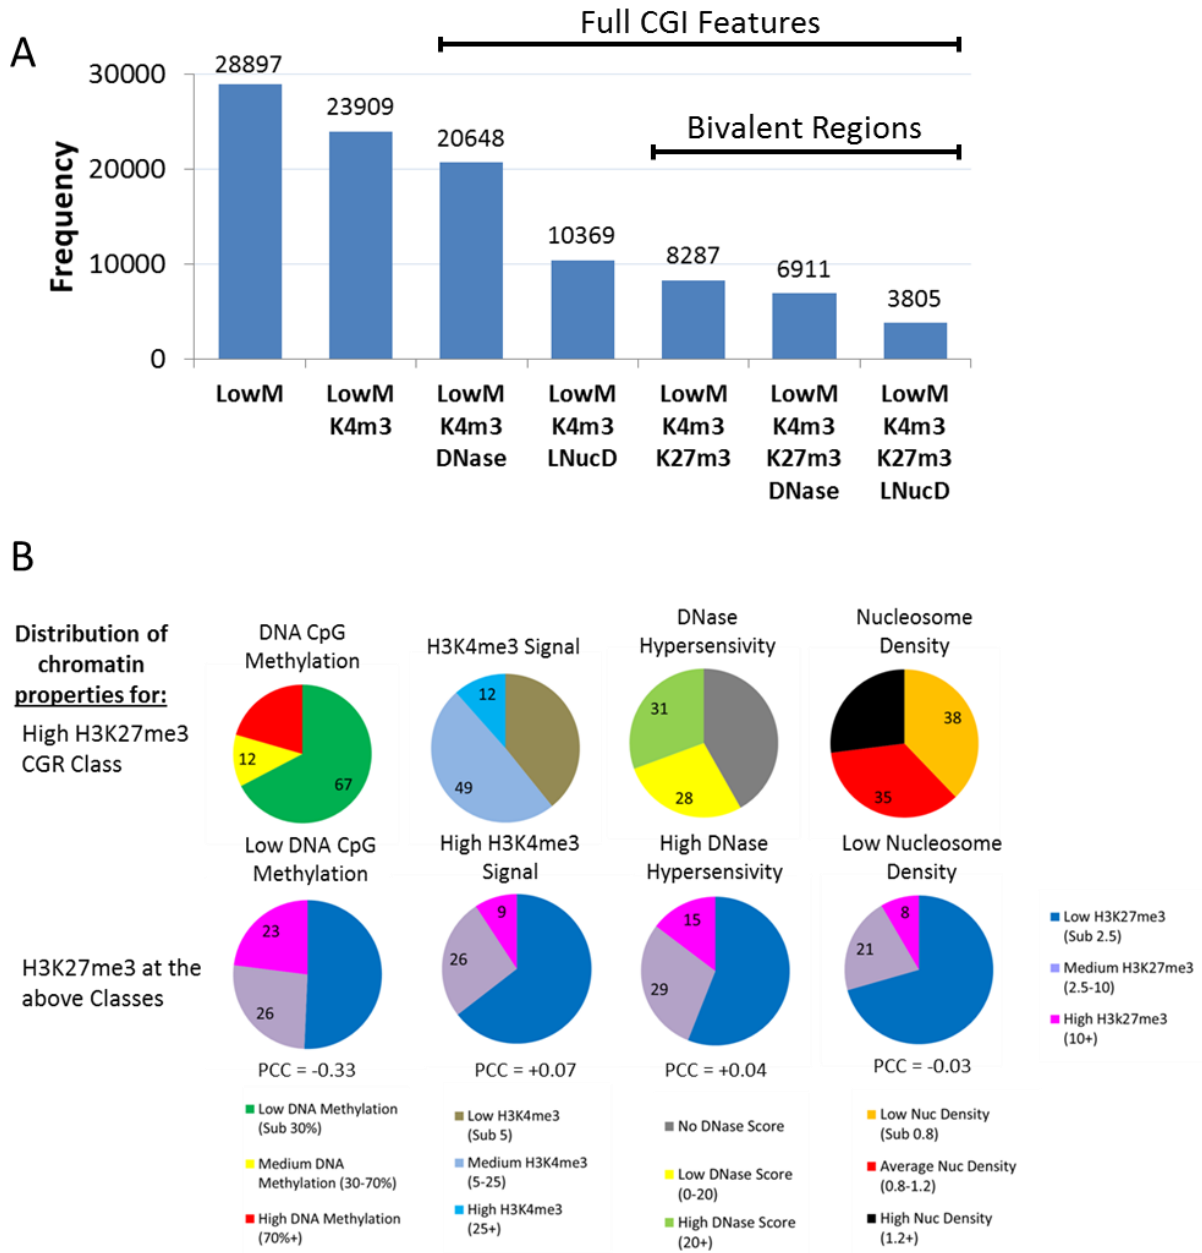 A
Full CGI Features
Bivalent Regions
Frequency
30000
20000
10000
0
28897
23909
20648
10369
8287
6911
3805
LowM
LowM
K4m3
LowM
K4m3
DNase
LowM
K4m3
LNucD
LowM
K4m3
K27m3
LowM
K4m3
K27m3
DNase
LowM
K4m3
K27m3
LNucD
B
Distribution of
chromatin
properties for:
High H3K27me3
CGR Class
DNA CpG
Methylation
12
67
H3K4me3 Signal
12
49
DNase
Hypersensivity
31
28
Nucleosome
Density
38
35
H3K27me3 at the
above Classes
Low DNA CpG
Methylation
23
26
PCC = -0.33
High H3K4me3
Signal
9
26
PCC = +0.07
High DNase
Hypersensivity
15
29
PCC = +0.04
Low Nucleosome
Density
8
21
PCC = -0.03
Low H3K27me3
(Sub 2.5)
Medium H3K27me3
(2.5-10)
High H3k27me3
(10+)
Low DNA Methylation
(Sub 30%)
Medium DNA
Methylation (30-70%)
High DNA Methylation
(70%+)
Low H3K4me3
(Sub 5)
Medium H3K4me3
(5-25)
High H3K4me3
(25+)
No DNase Score
Low DNase Score
(0-20)
High DNase Score
(20+)
Low Nuc Density
(Sub 0.8)
Average Nuc Density
(0.8-1.2)
High Nuc Density
(1.2+)